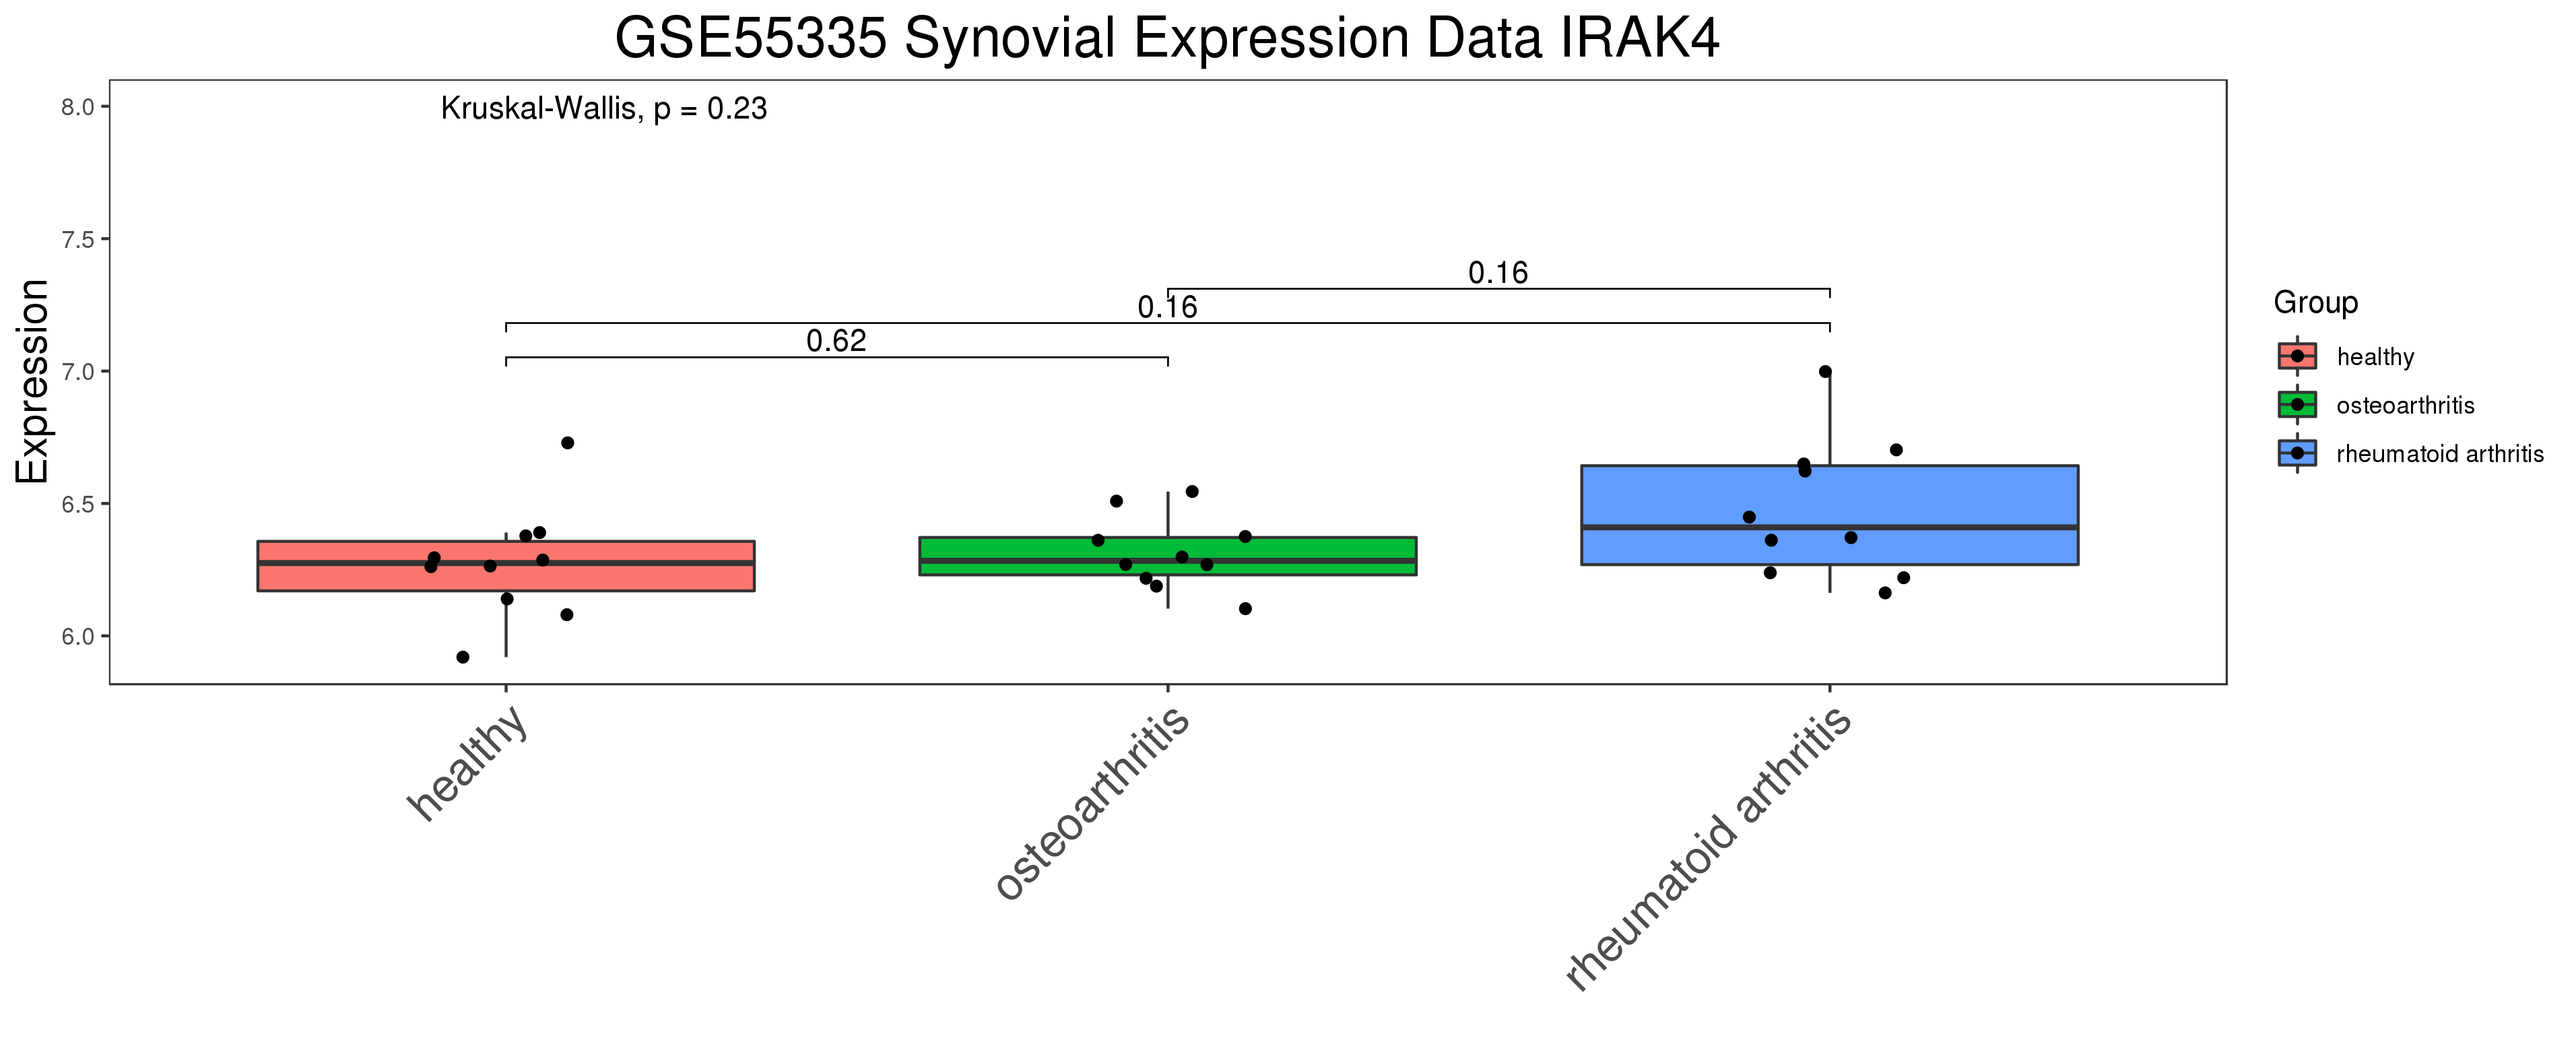 GSE55335 Synovial Expression Data IRAK4
Kruskal-Wallis, p = 0.23
8.0
7.5
7.0
6.5
6.0
Expression
0.16
0.16
0.62
healthy
osteoarthritis
rheumatoid arthritis
Group
healthy
osteoarthritis
rheumatoid arthritis